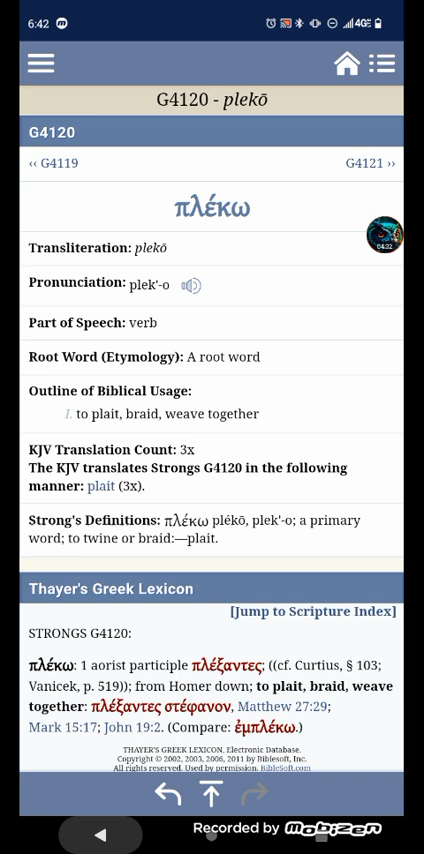 6:42
4G
G4120 - plekō
G4120
‹‹ G4119 G4121 ››
πλέκω
04:32
Transliteration: plekō
Pronunciation: plek'-o
Part of Speech: verb
Root Word (Etymology): A root word
Outline of Biblical Usage:
I. to plait, braid, weave together
KJV Translation Count: 3x
The KJV translates Strongs G4120 in the following
manner: plait (3x).
Strong's Definitions: πλέκω plékō, plek'-o; a primary
word; to twine or braid:—plait.
Thayer's Greek Lexicon
[Jump to Scripture Index]
STRONGS G4120:
πλέκω: 1 aorist participle πλέξαντες; ((cf. Curtius, § 103;
Vanicek, p. 519)); from Homer down; to plait, braid, weave
together: πλέξαντες στέφανον, Matthew 27:29;
Mark 15:17; John 19:2. (Compare: ἐμπλέκω.)
THAYER'S GREEK LEXICON, Electronic Database.
Copyright © 2002, 2003, 2006, 2011 by Biblesoft, Inc.
All rights reserved. Used by permission. BibleSoft.com
Recorded by Mobizen